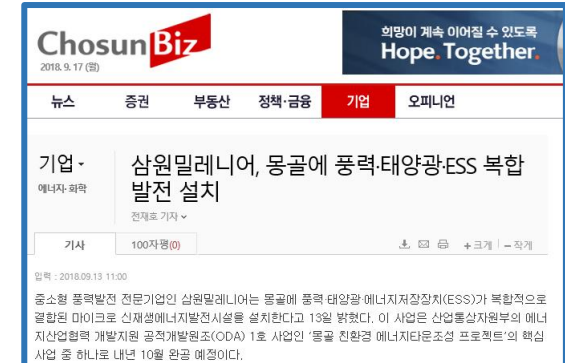 ChosunBiz
2018. 9. 17 (월)
희망이 계속 이어질 수 있도록
Hope. Together.
뉴스 증권 부동산 정책·금융 기업 오피니언
기업
에너지·화학
삼원밀레니어, 몽골에 풍력·태양광·ESS 복합
발전 설치
전재호 기자
기사 100자평(0) +크게 -작게
입력 : 2018.09.13 11:00
중소형 풍력발전 전문기업인 삼원밀레니어는 몽골에 풍력·태양광·에너지저장장치(ESS)가 복합적으로
결합된 마이크로 신재생에너지발전시설을 설치한다고 13일 밝혔다. 이 사업은 산업통상자원부의 에너
지산업협력 개발지원 공적개발원조(ODA) 1호 사업인 '몽골 친환경 에너지타운조성 프로젝트'의 핵심
사업 중 하나로 내년 10월 완공 예정이다.